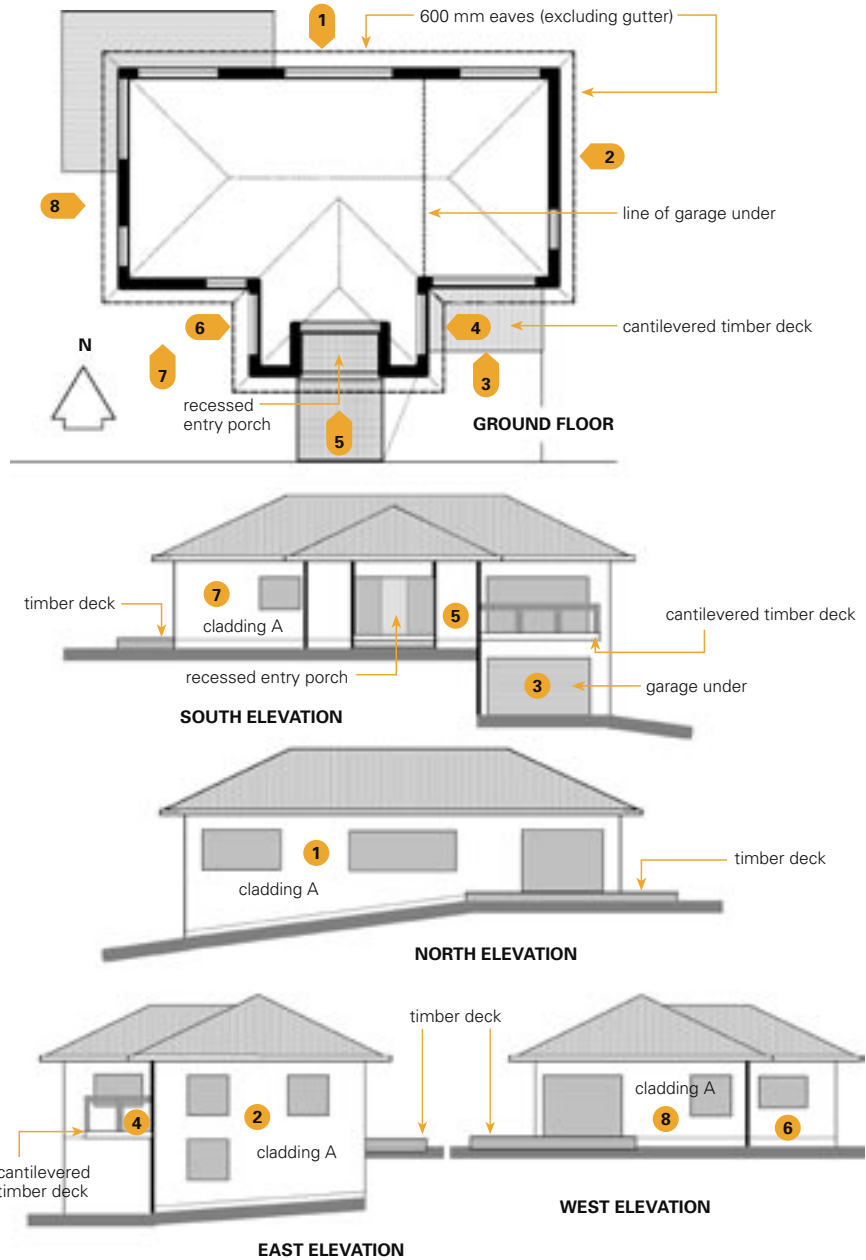 1
600 mm eaves (excluding gutter)
2
8
line of garage under
6
4
cantilevered timber deck
N
7
3
recessed
entry porch
5
GROUND FLOOR
7
timber deck
cladding A
5
cantilevered timber deck
recessed entry porch
3
garage under
SOUTH ELEVATION
1
timber deck
cladding A
NORTH ELEVATION
timber deck
cladding A
4
2
8
6
cladding A
cantilevered
timber deck
WEST ELEVATION
EAST ELEVATION